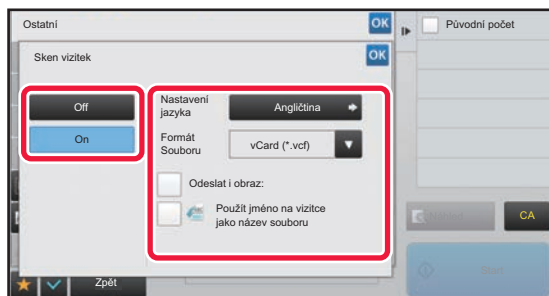 Ostatní
OK
Původní počet
Sken vizitek
OK
Off
On
Nastavení
jazyka
Angličtina
Formát
Souboru
vCard (*.vcf)
Odeslat i obraz:
Použít jméno na vizitce
jako název souboru
CA
Start
Zpět